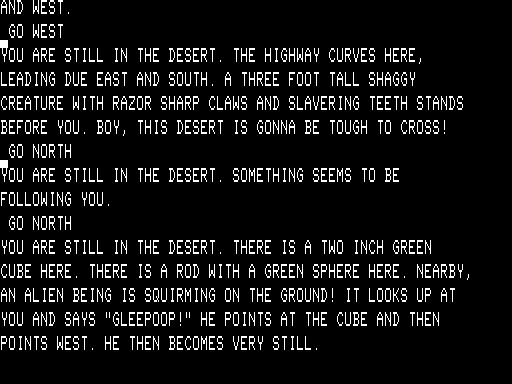 AND WEST.
GO WEST
YOU ARE STILL IN THE DESERT. THE HIGHWAY CURVES HERE,
LEADING DUE EAST AND SOUTH. A THREE FOOT TALL SHAGGY
CREATURE WITH RAZOR SHARP CLAWS AND SLAVERING TEETH STANDS
BEFORE YOU. BOY, THIS DESERT IS GONNA BE TOUGH TO CROSS!
GO NORTH
YOU ARE STILL IN THE DESERT. SOMETHING SEEMS TO BE
FOLLOWING YOU.
GO NORTH
YOU ARE STILL IN THE DESERT. THERE IS A TWO INCH GREEN
CUBE HERE. THERE IS A ROD WITH A GREEN SPHERE HERE. NEARBY,
AN ALIEN BEING IS SQUIRMING ON THE GROUND! IT LOOKS UP AT
YOU AND SAYS "GLEEPOOP!" HE POINTS AT THE CUBE AND THEN
POINTS WEST. HE THEN BECOMES VERY STILL.